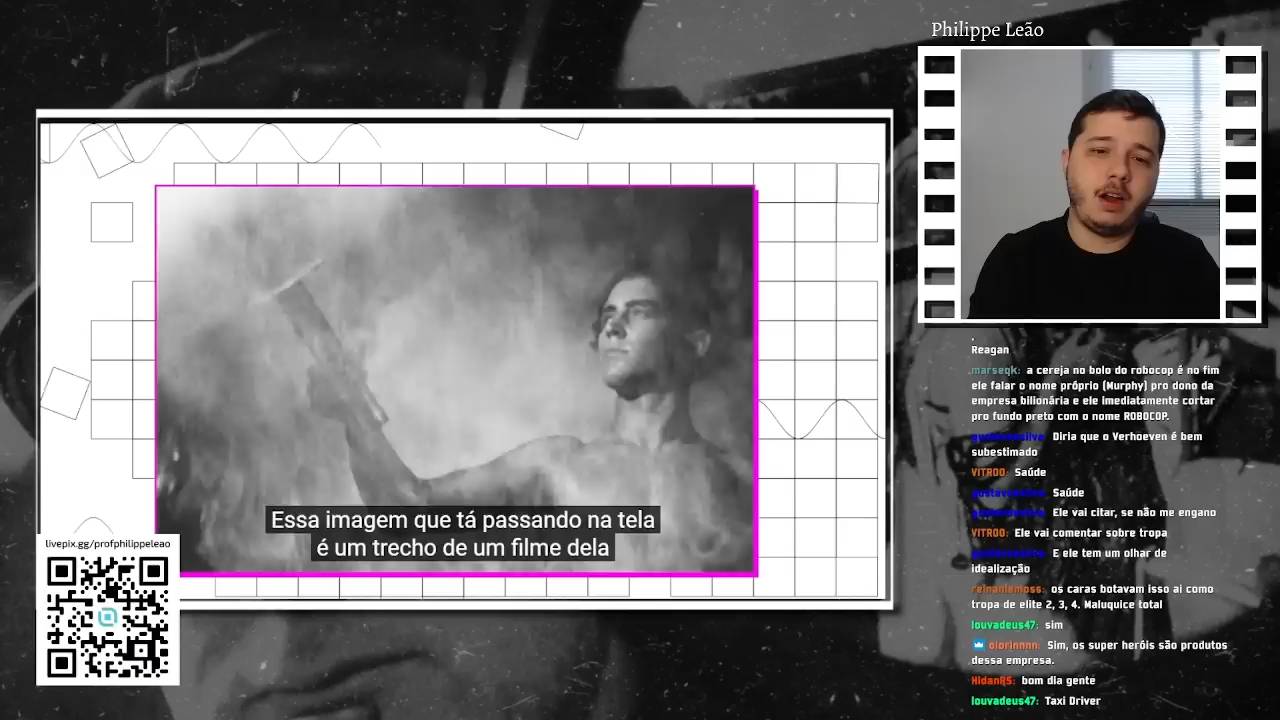 Philippe Leão
Essa imagem que tá passando na tela
é um trecho de um filme dela
livepix.gg/profphilippeleao
Reagan
marseqk: a cereja no bolo do robocop é no fim
ele falar o nome próprio (Murphy) pro dono da
empresa bilionária e ele imediatamente cortar
pro fundo preto com o nome ROBOCOP.
Diria que o Verhoeven é bem
subestimado
VITROO: Saúde
Saúde
Ele vai citar, se não me engano
VITROO: Ele vai comentar sobre tropa
E ele tem um olhar de
idealização
os caras botavam isso ai como
tropa de elite 2, 3, 4. Maluquice total
louvadeus47: sim
Sim, os super heróis são produtos
dessa empresa.
HidanRS: bom dia gente
louvadeus47: Taxi Driver